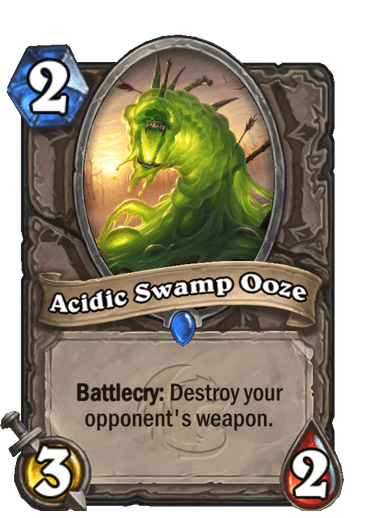 2
Acidic Swamp Ooze
Battlecry: Destroy your
opponent's weapon.
3
2